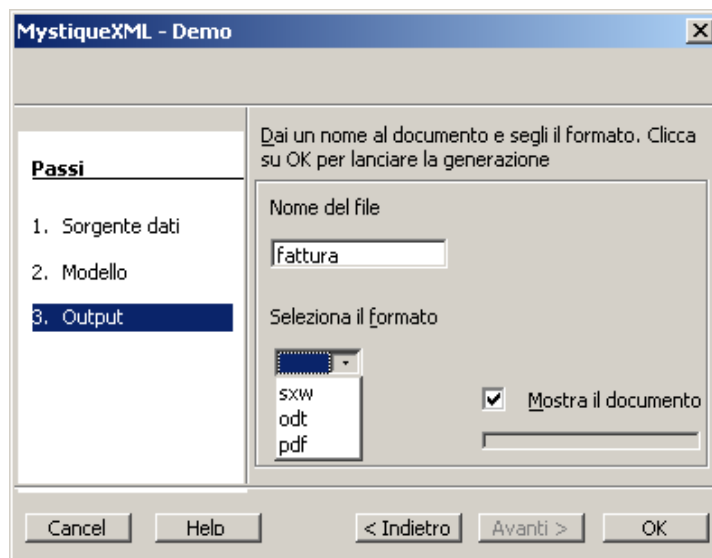 MystiqueXML - Demo
Dai un nome al documento e segli il formato. Clicca
su OK per lanciare la generazione
Passi
1. Sorgente dati
2. Modello
3. Output
Nome del file
fattura
Seleziona il formato
sxw
odt
pdf
Mostra il documento
Cancel
Help
< Indietro
Avanti >
OK